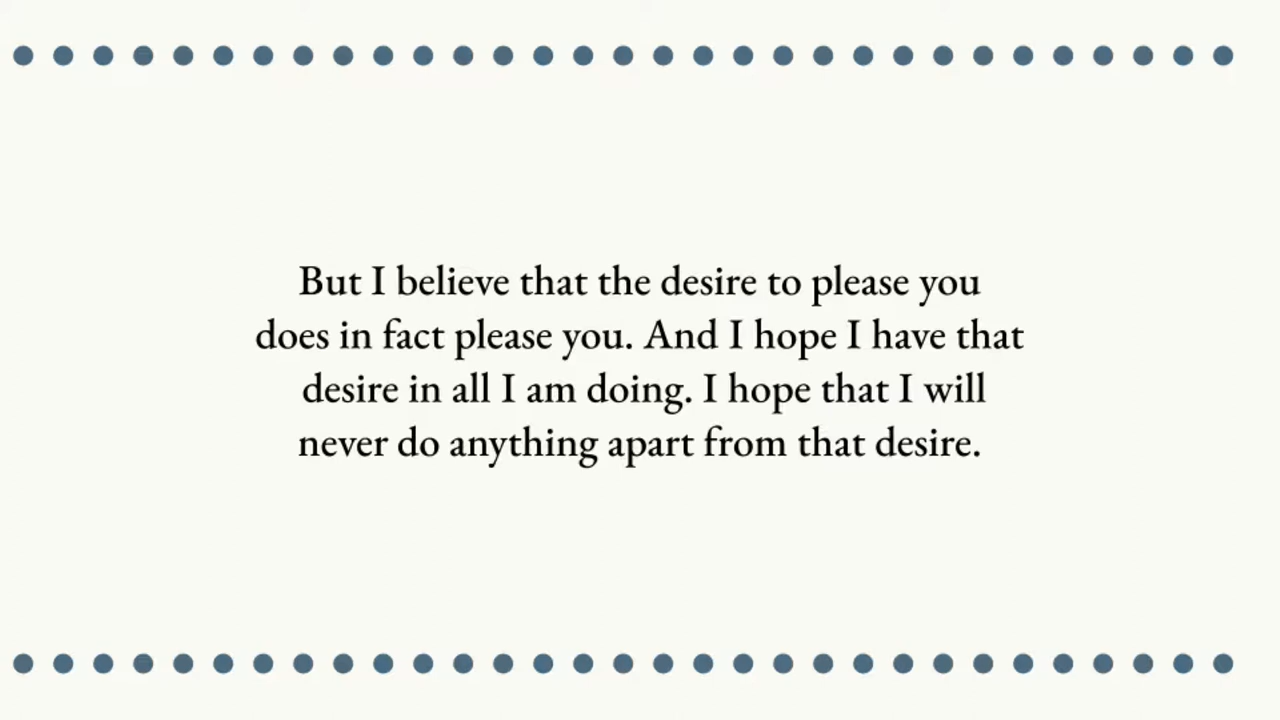 But I believe that the desire to please you
does in fact please you. And I hope I have that
desire in all I am doing. I hope that I will
never do anything apart from that desire.